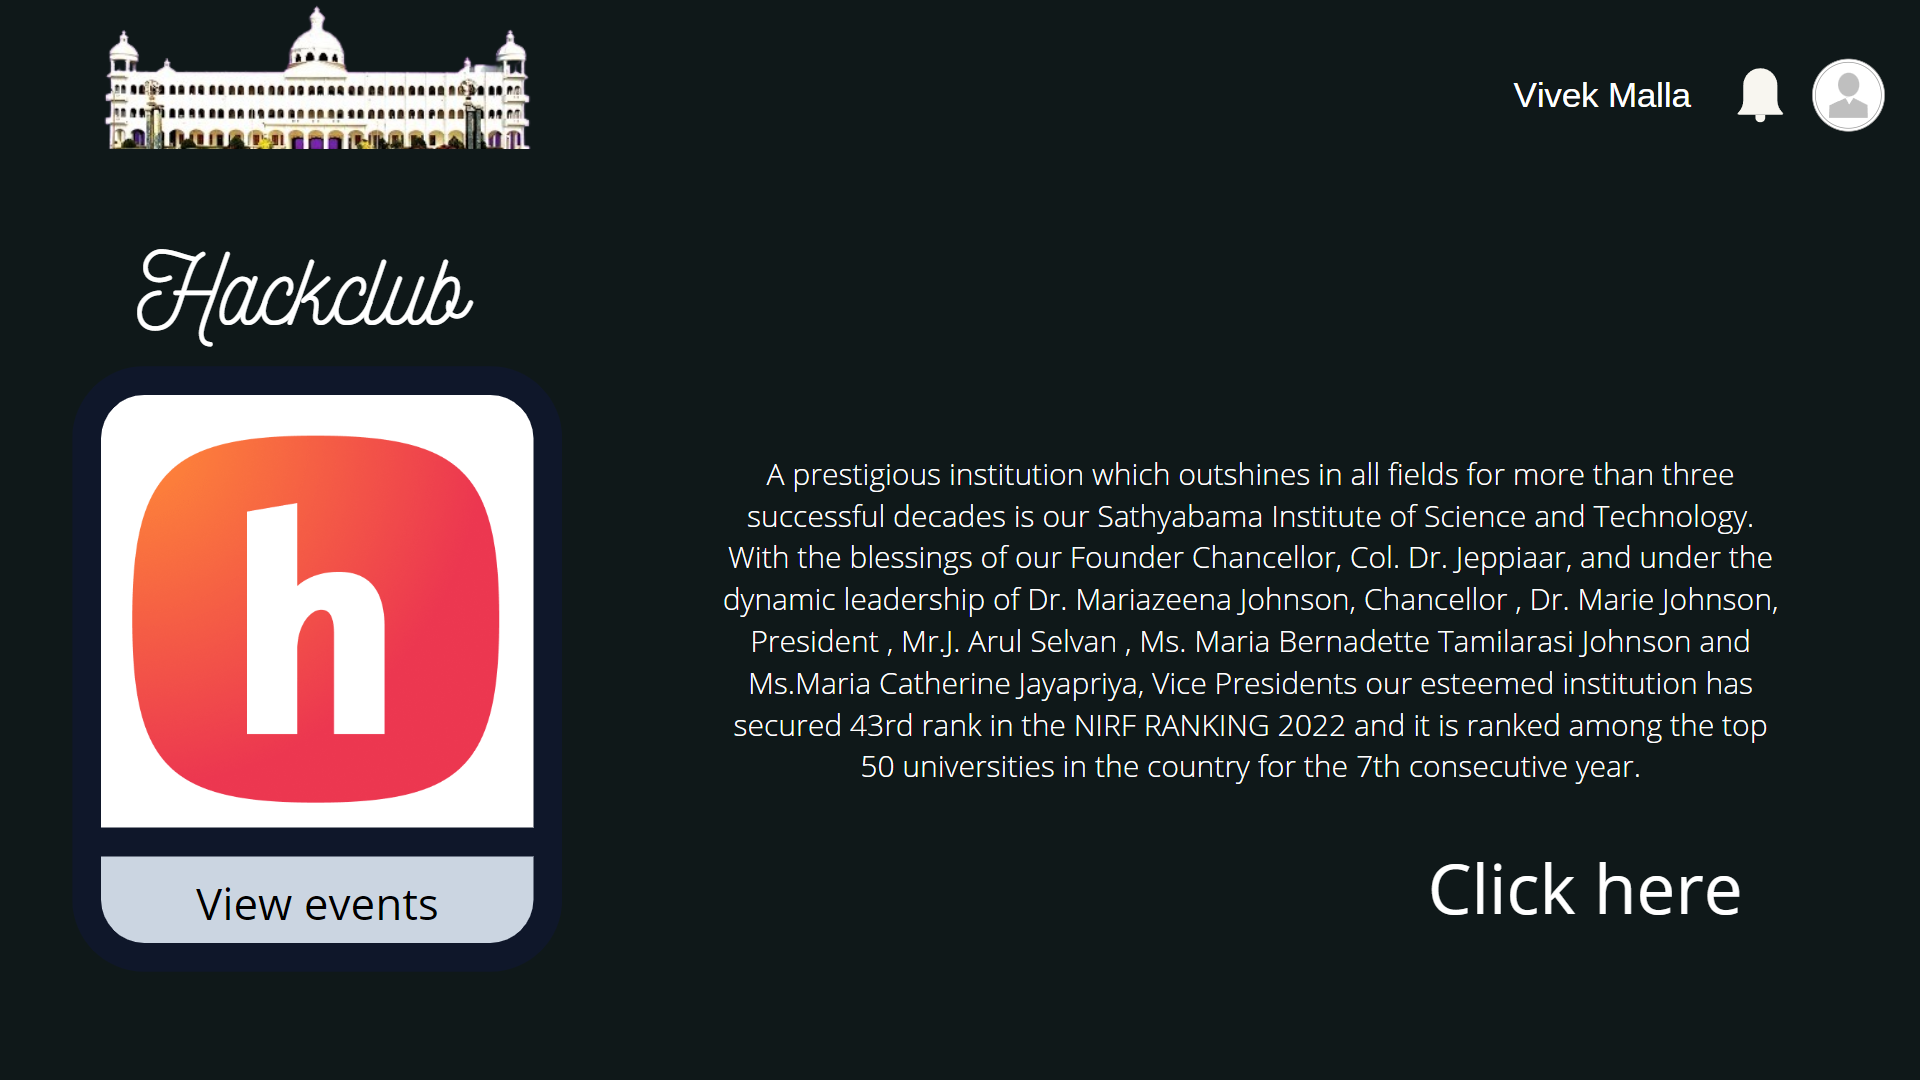 Vivek Malla
Hackclub
h
View events
A prestigious institution which outshines in all fields for more than three
successful decades is our Sathyabama Institute of Science and Technology.
With the blessings of our Founder Chancellor, Col. Dr. Jeppiaar, and under the
dynamic leadership of Dr. Mariazeena Johnson, Chancellor , Dr. Marie Johnson,
President , Mr.J. Arul Selvan , Ms. Maria Bernadette Tamilarasi Johnson and
Ms.Maria Catherine Jayapriya, Vice Presidents our esteemed institution has
secured 43rd rank in the NIRF RANKING 2022 and it is ranked among the top
50 universities in the country for the 7th consecutive year.
Click here